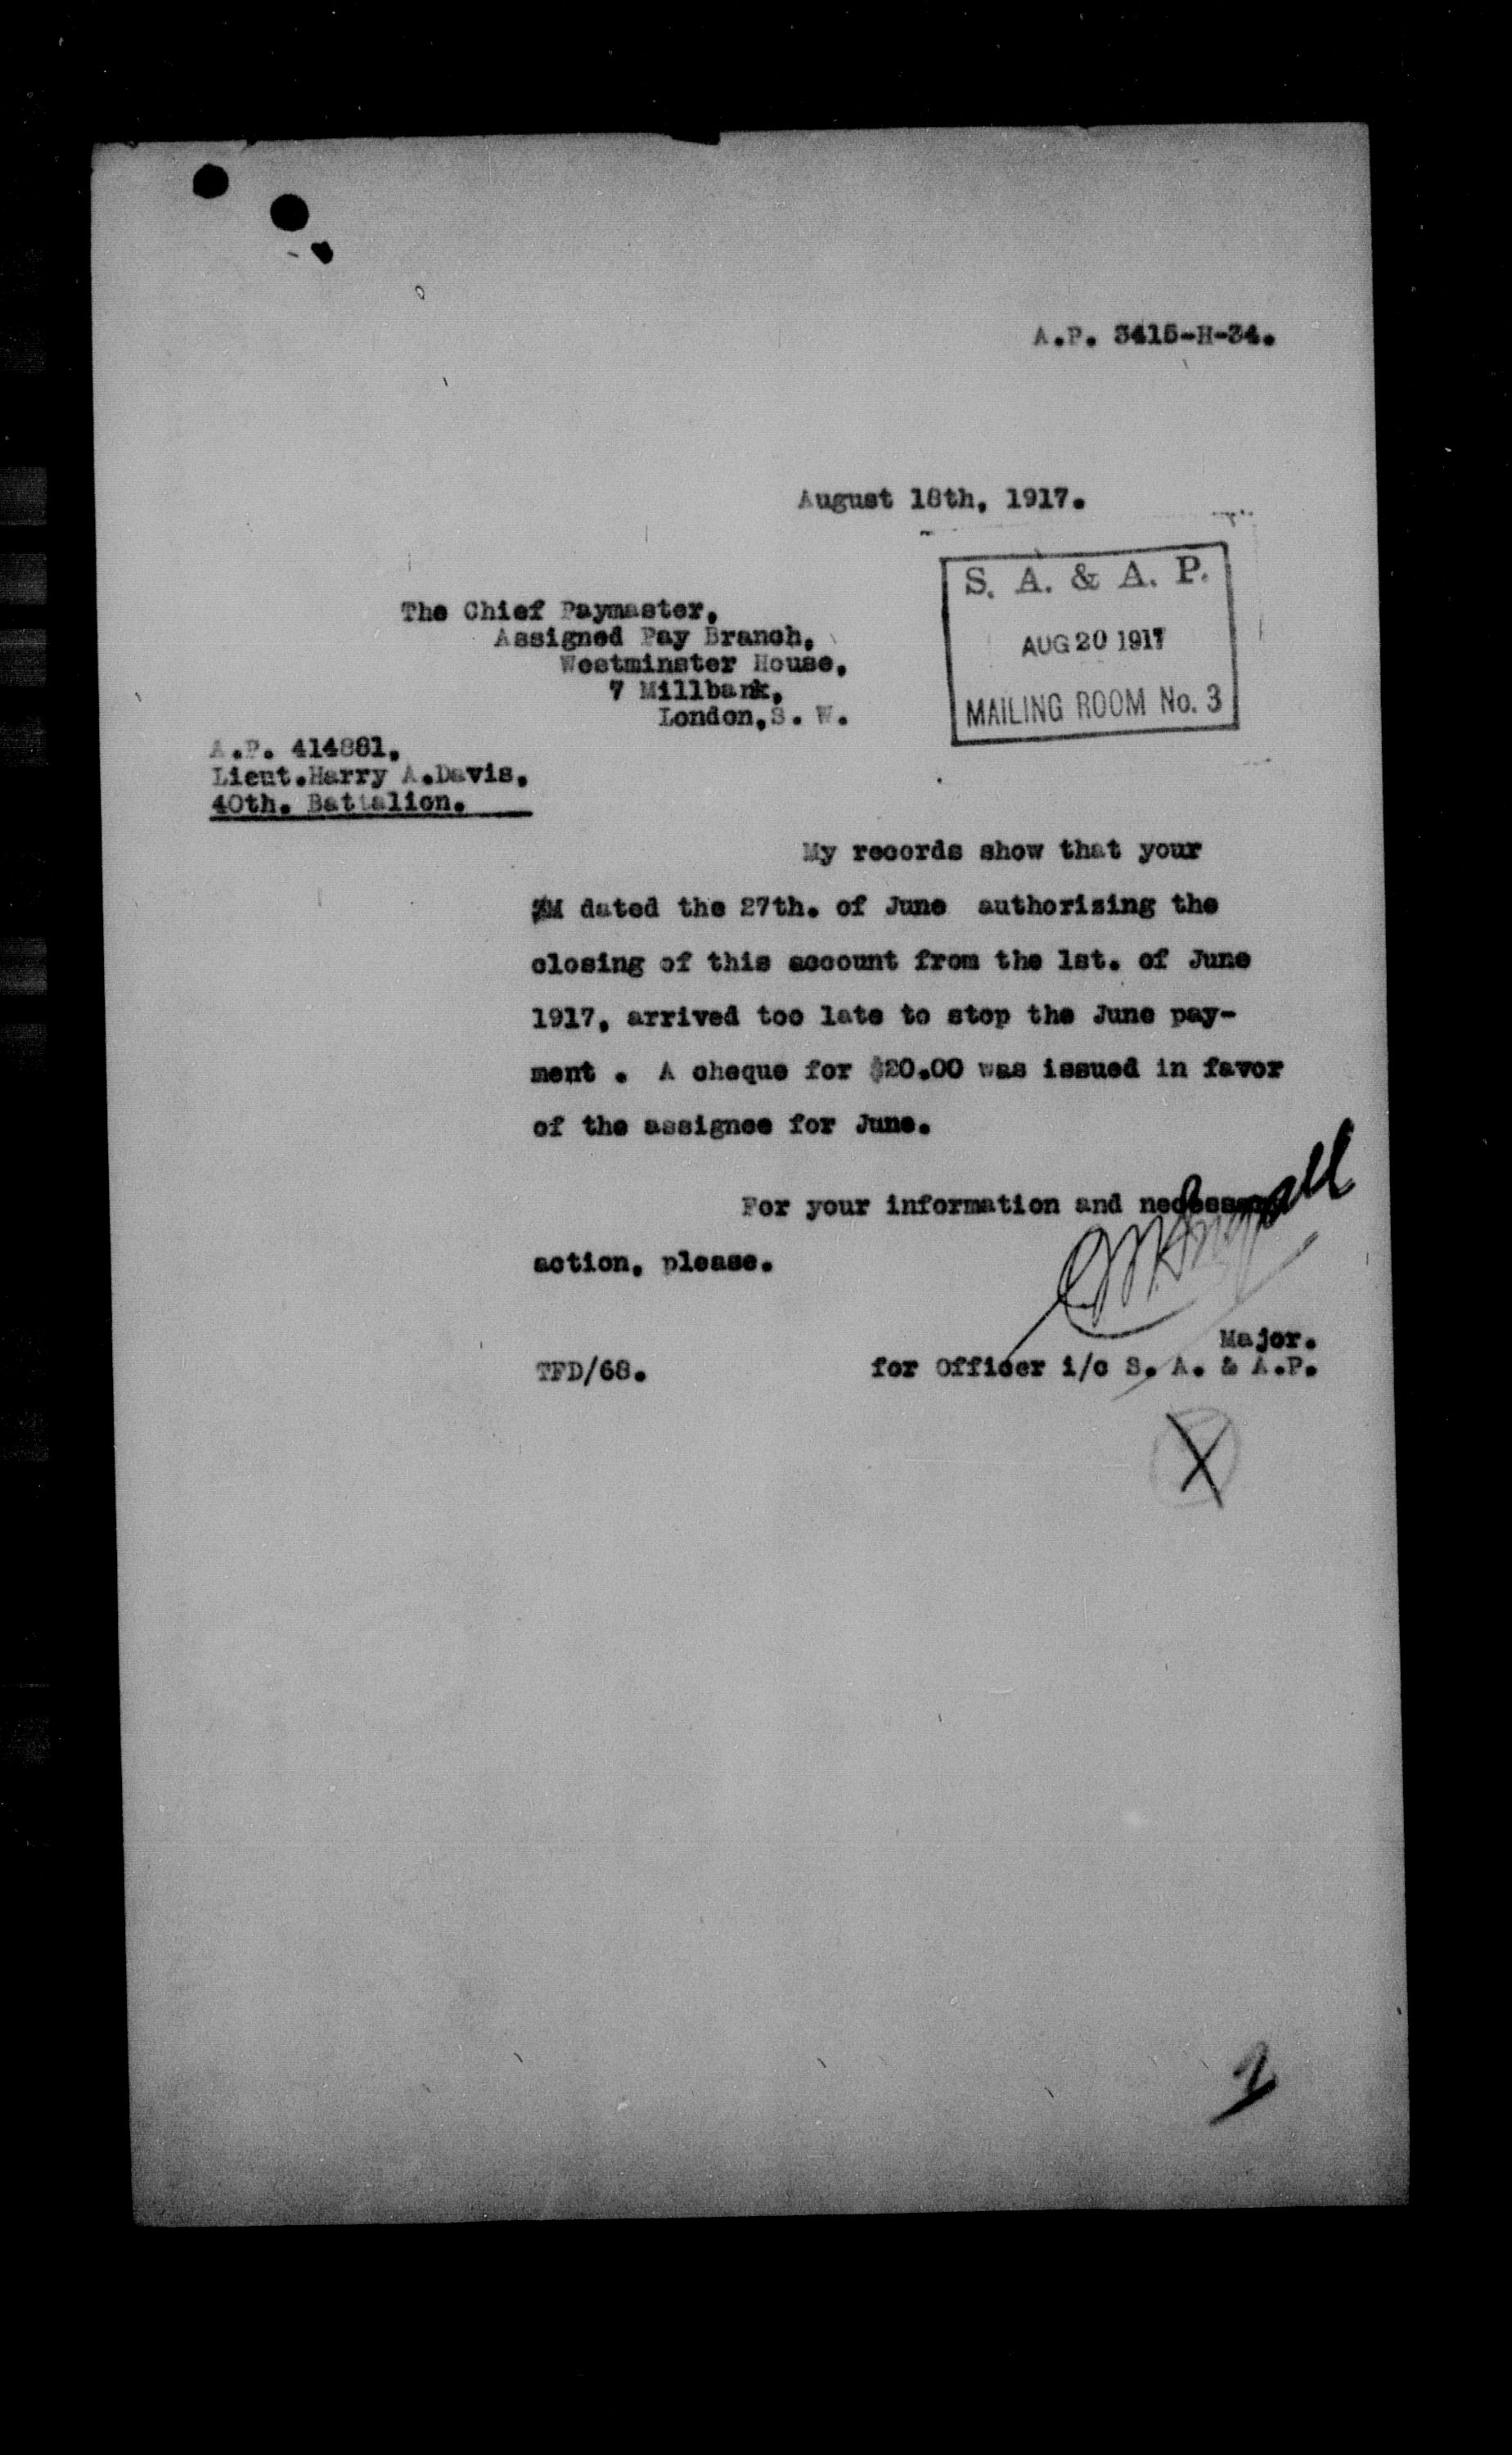 A.P. 3415-H-34.
August 18th, 1917.
S. A. & A. P.
AUG 20 1917
MAILING ROOM No. 3
The Chief Paymaster,
Assigned Pay Branch,
Westminster House,
7 Millbank,
London, S. W.
A.P. 414881,
Lieut.Harry A.Davis,
40th. Battalion.
My records show that your
M dated the 27th. of June authorising the
closing of this account from the 1st. of June
1917, arrived too late to stop the June pay-
ment . A cheque for $20.00 was issued in favor
of the assignee for June.
For your information and necessary
action, please.
Major.
TFD/68. for Officer i/c S. A. & A.P.
X
2